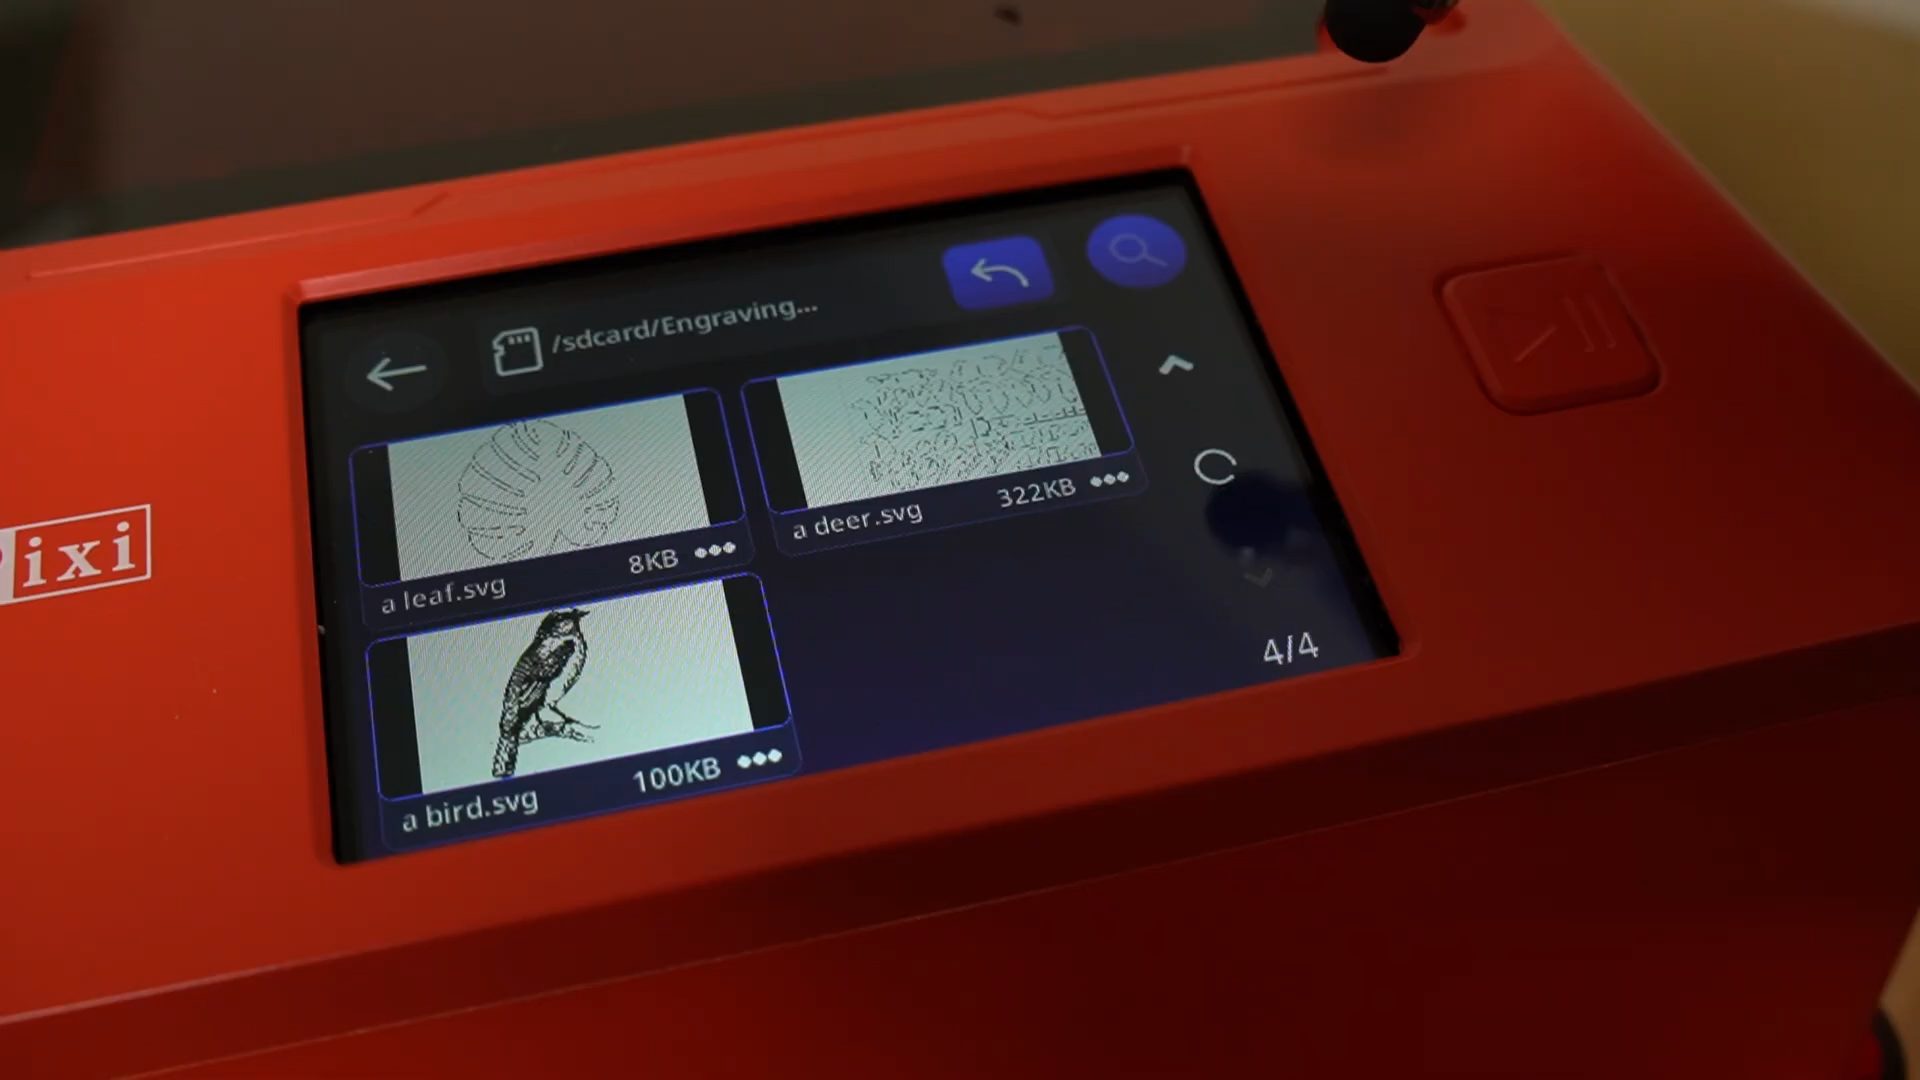 /sdcard/Engraving...
a leaf.svg 8KB
a deer.svg 322KB
a bird.svg 100KB
4/4
ixi